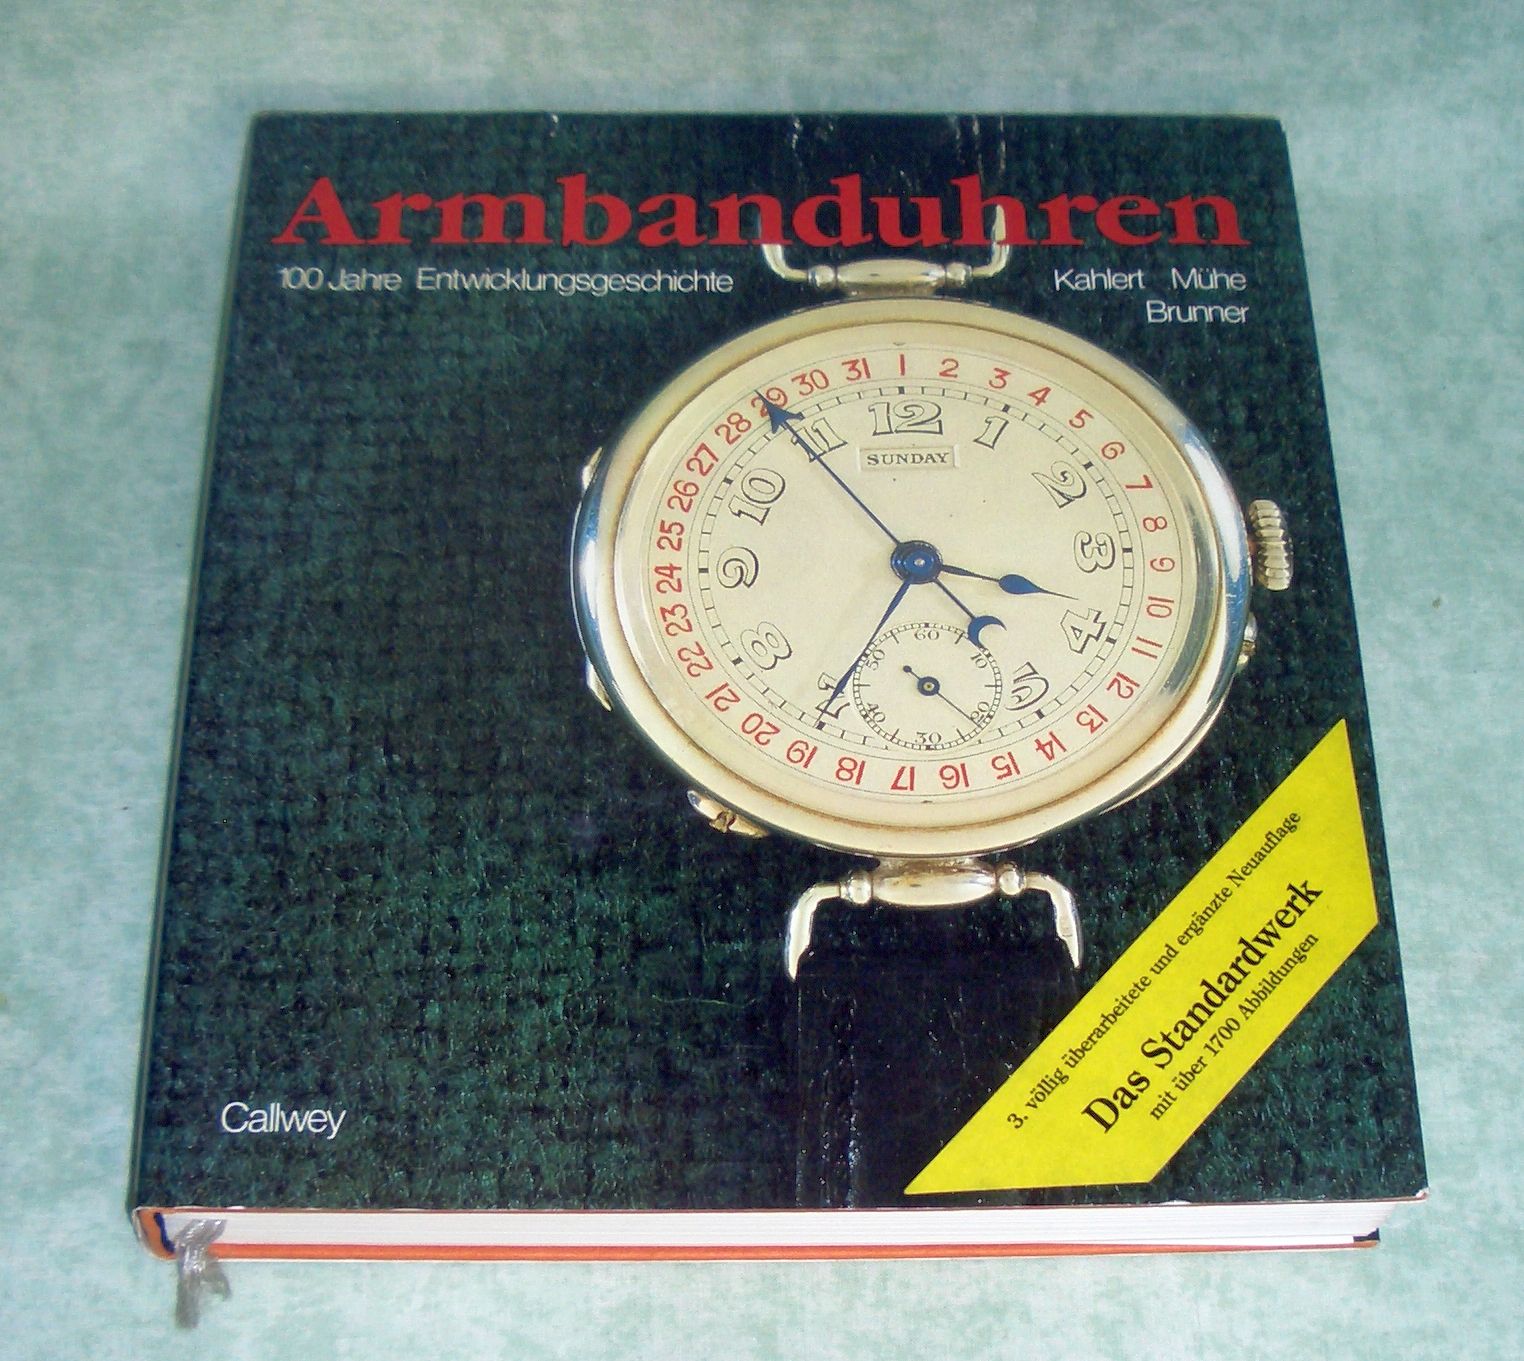 Armbanduhren
100 Jahre Entwicklungsgeschichte
Kahlert Mühe
Brunner
1 2 3 4 5 6 7 8 9 10 11 12 13 14 15 16 17 18 19 20 21 22 23 24 25 26 27 28 29 30 31
12 1 2 3 4 5 7 8 9 10 11
SUNDAY
60 10 20 30 40 50
3. völlig überarbeitete und ergänzte Neuauflage
Das Standardwerk
mit über 1700 Abbildungen
Callwey